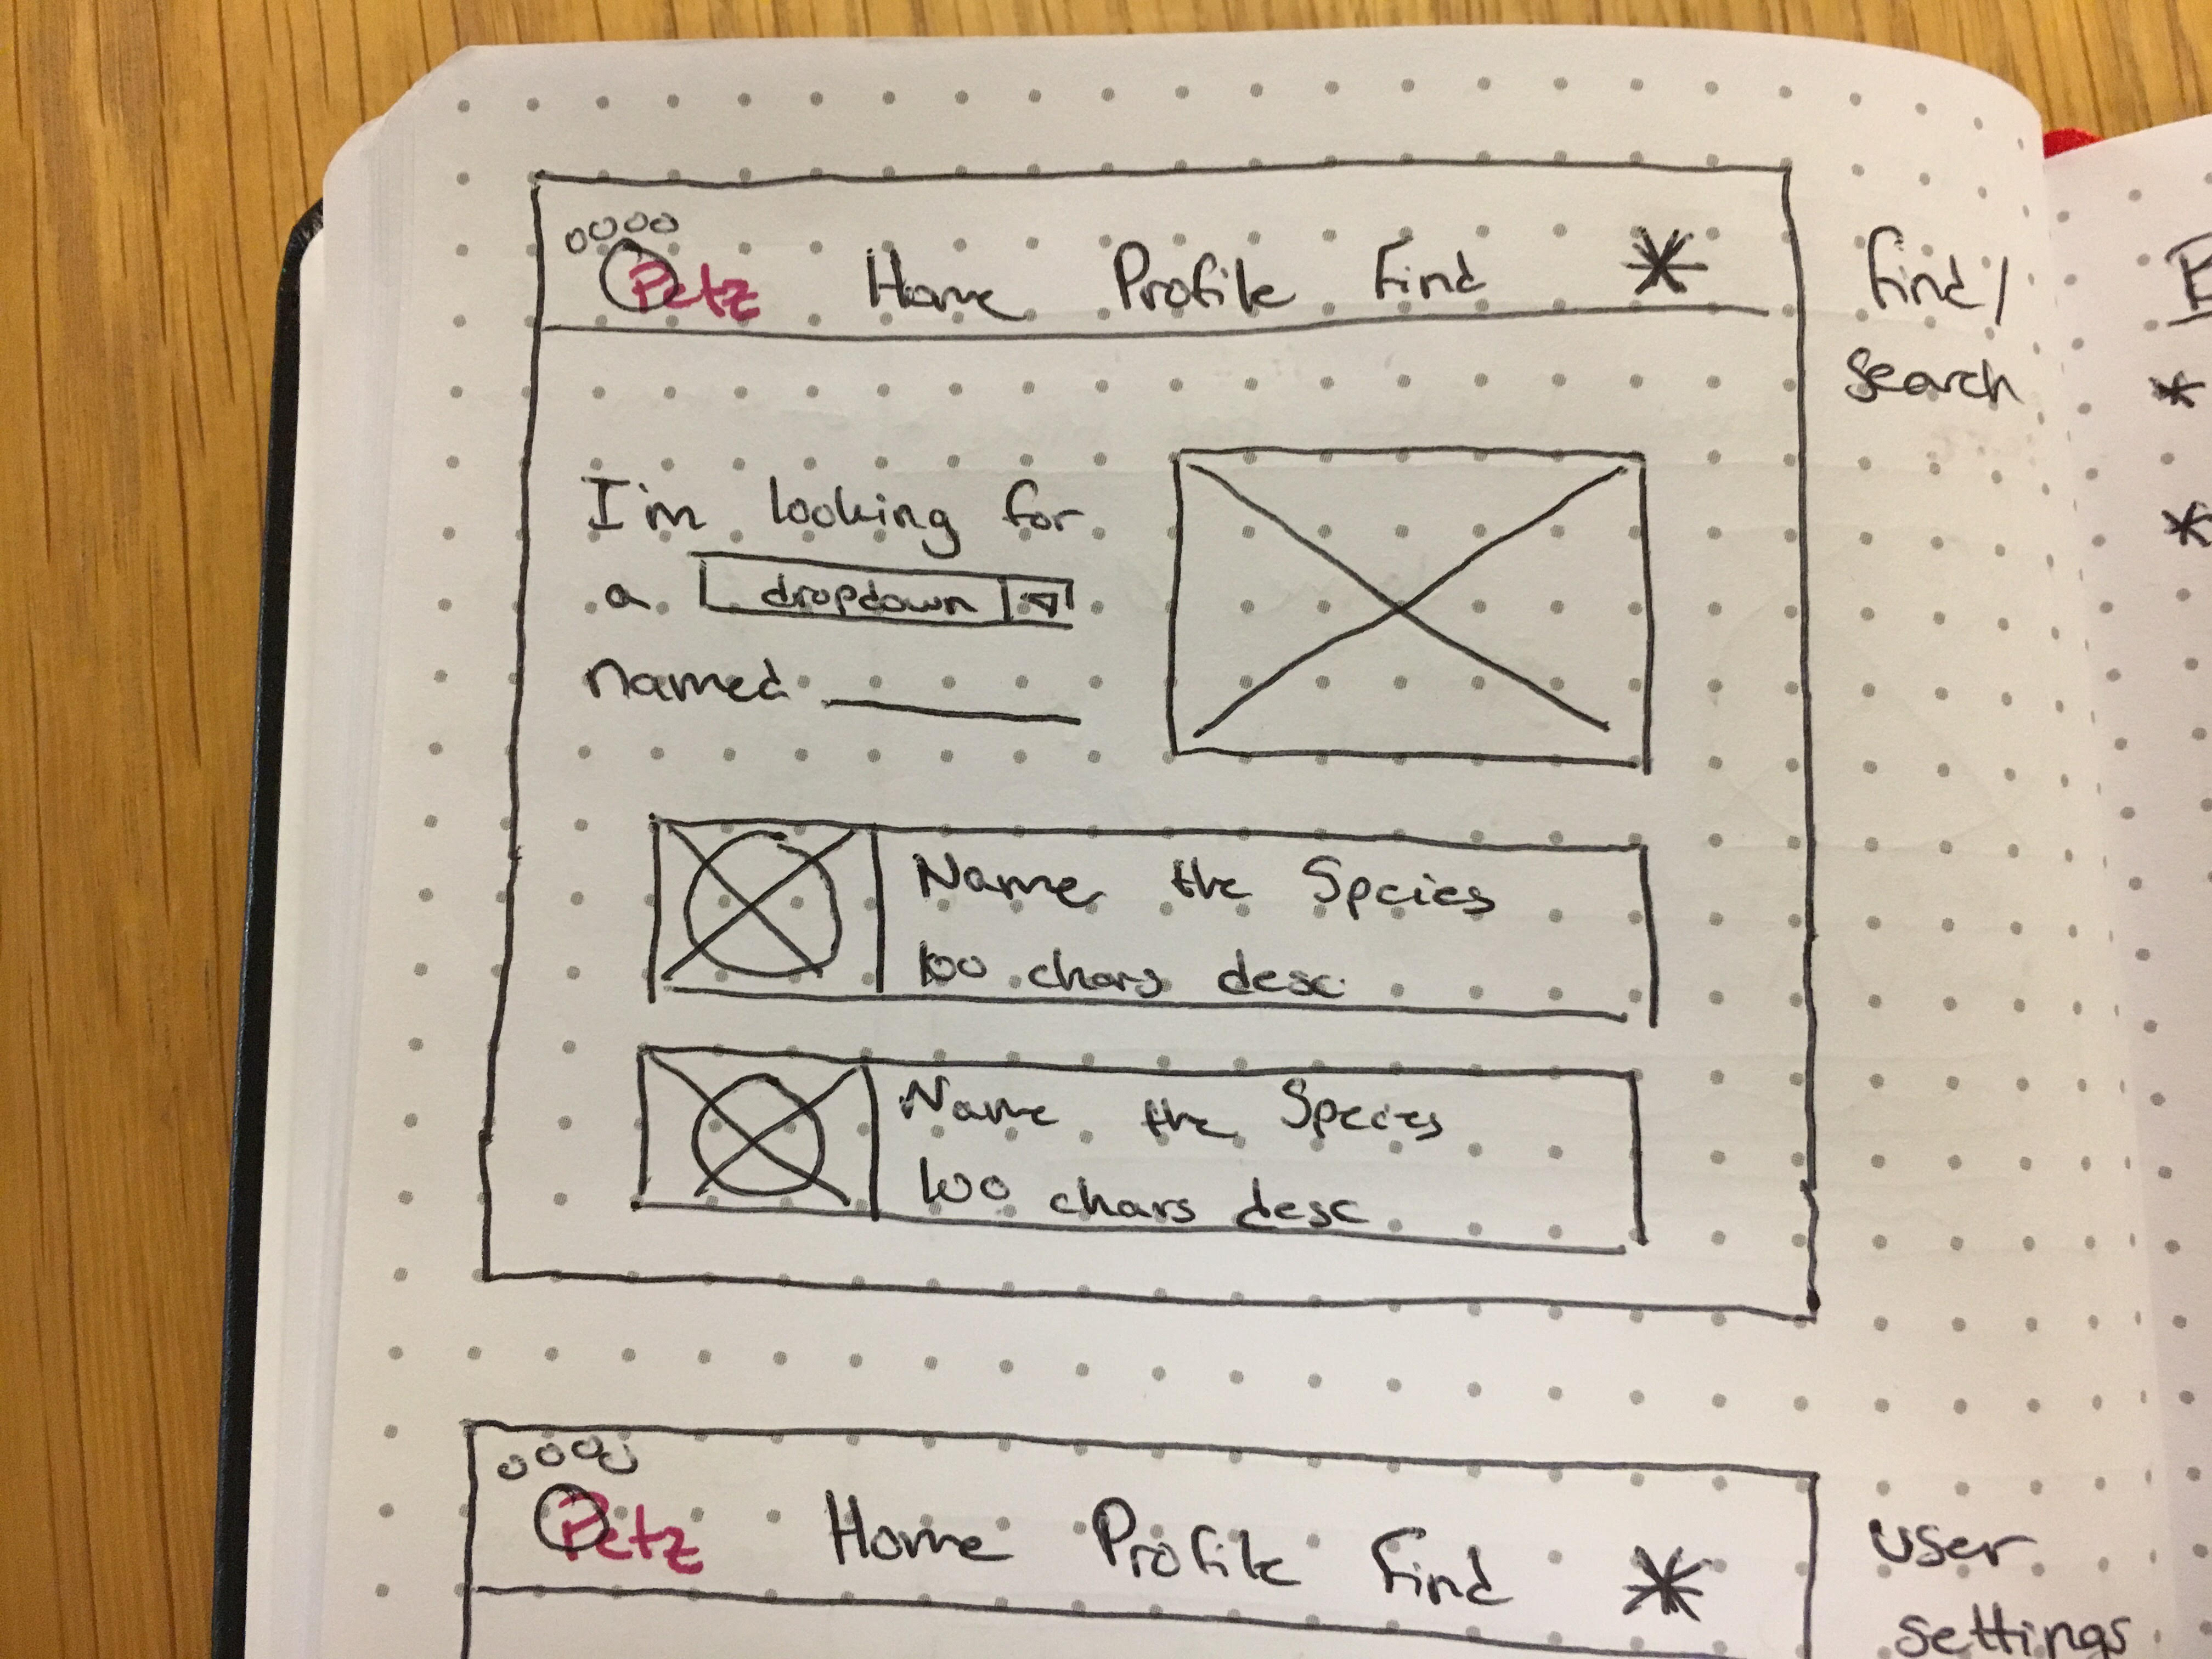 Petz Home Profile Find *
Find/
Search
I'm looking for
a dropdown
named
Name the Species
100 chars desc.
Name the Species
100 chars desc
Petz Home Profile Find *
user
settings
*
*